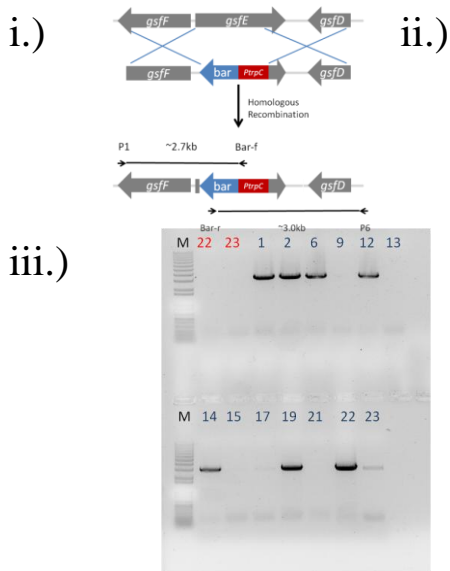 i.) ii.)
gsfF gsfE gsfD
gsfF bar PtrpC gsfD
Homologous
Recombination
P1 ~2.7kb Bar-f
gsfF bar PtrpC gsfD
Bar-r ~3.0kb P6
iii.)
M 22 23 1 2 6 9 12 13
M 14 15 17 19 21 22 23